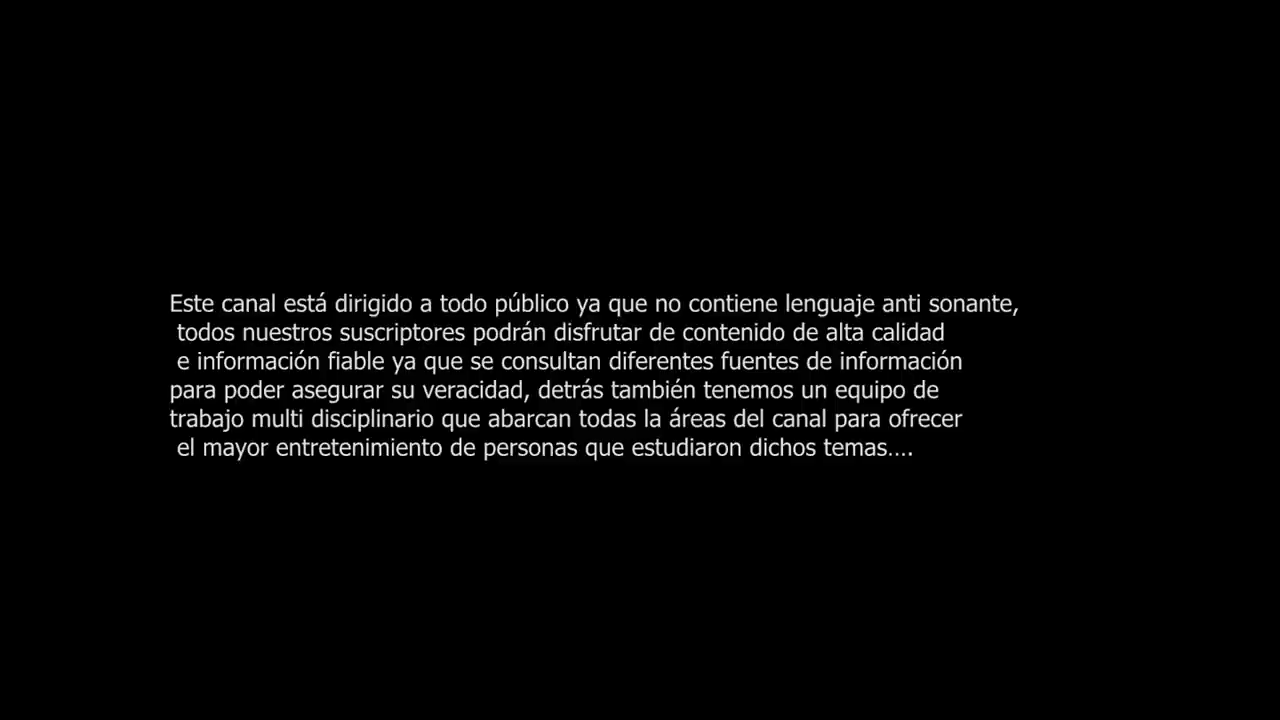 Este canal está dirigido a todo público ya que no contiene lenguaje anti sonante,
todos nuestros suscriptores podrán disfrutar de contenido de alta calidad
e información fiable ya que se consultan diferentes fuentes de información
para poder asegurar su veracidad, detrás también tenemos un equipo de
trabajo multi disciplinario que abarcan todas la áreas del canal para ofrecer
el mayor entretenimiento de personas que estudiaron dichos temas....